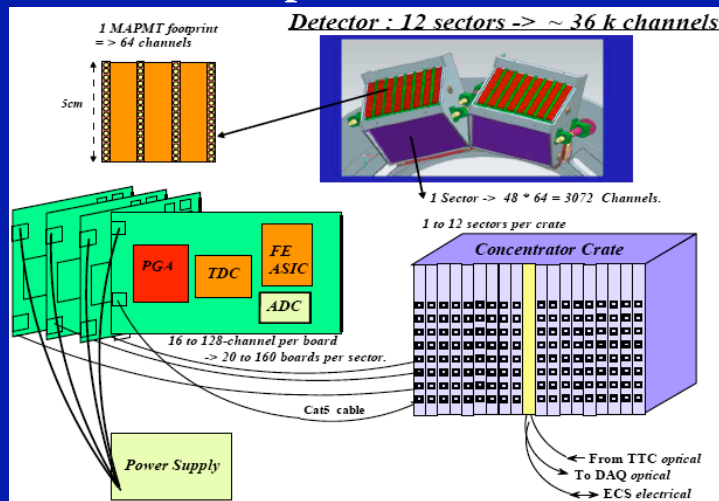 Detector : 12 sectors -> ~ 36 k channels
1 MAPMT footprint
= > 64 channels
5cm
1 Sector -> 48 * 64 = 3072 Channels.
1 to 12 sectors per crate
Concentrator Crate
PGA
TDC
FE
ASIC
ADC
16 to 128-channel per board
-> 20 to 160 boards per sector.
Cat5 cable
Power Supply
From TTC optical
To DAQ optical
ECS electrical